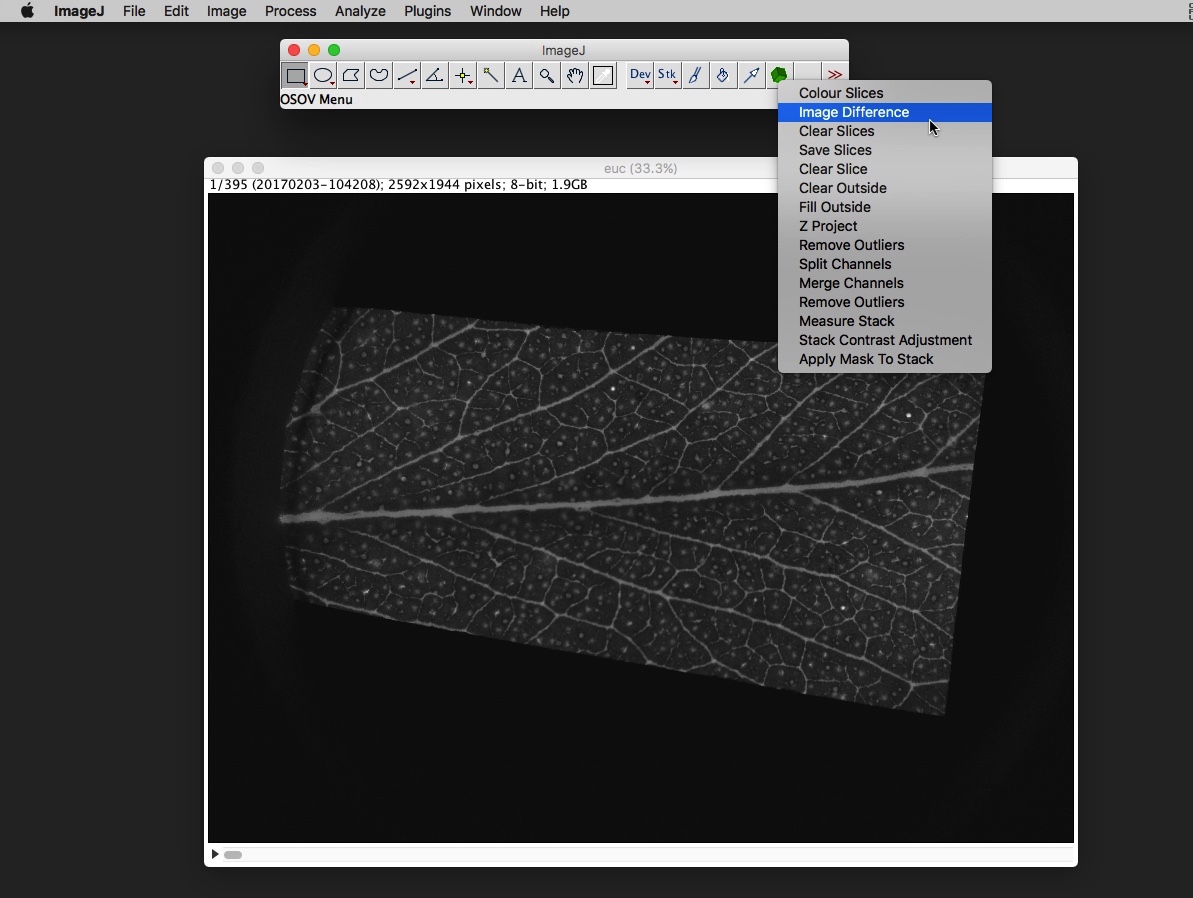 ImageJ File Edit Image Process Analyze Plugins Window Help
ImageJ
A Dev Stk >>
OSOV Menu
Colour Slices
Image Difference
Clear Slices
Save Slices
Clear Slice
Clear Outside
Fill Outside
Z Project
Remove Outliers
Split Channels
Merge Channels
Remove Outliers
Measure Stack
Stack Contrast Adjustment
Apply Mask To Stack
euc (33.3%)
1/395 (20170203-104208); 2592x1944 pixels; 8-bit; 1.9GB